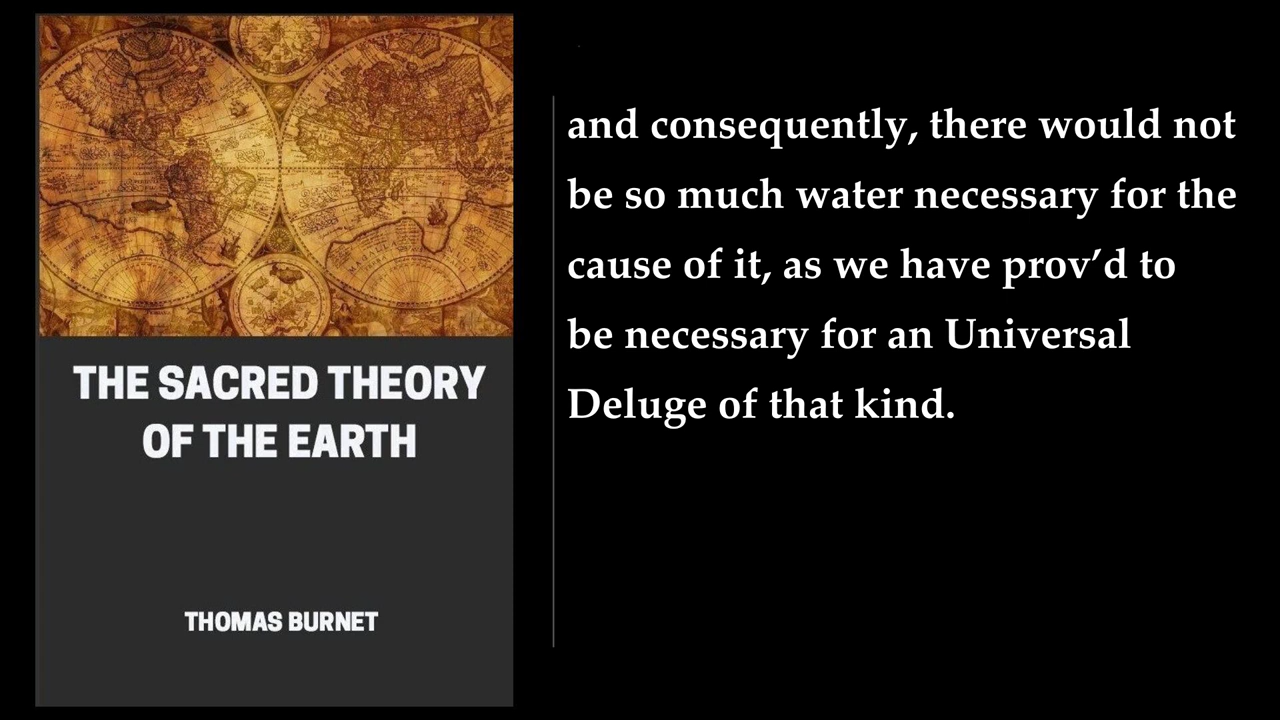 THE SACRED THEORY
OF THE EARTH
THOMAS BURNET
and consequently, there would not
be so much water necessary for the
cause of it, as we have prov’d to
be necessary for an Universal
Deluge of that kind.